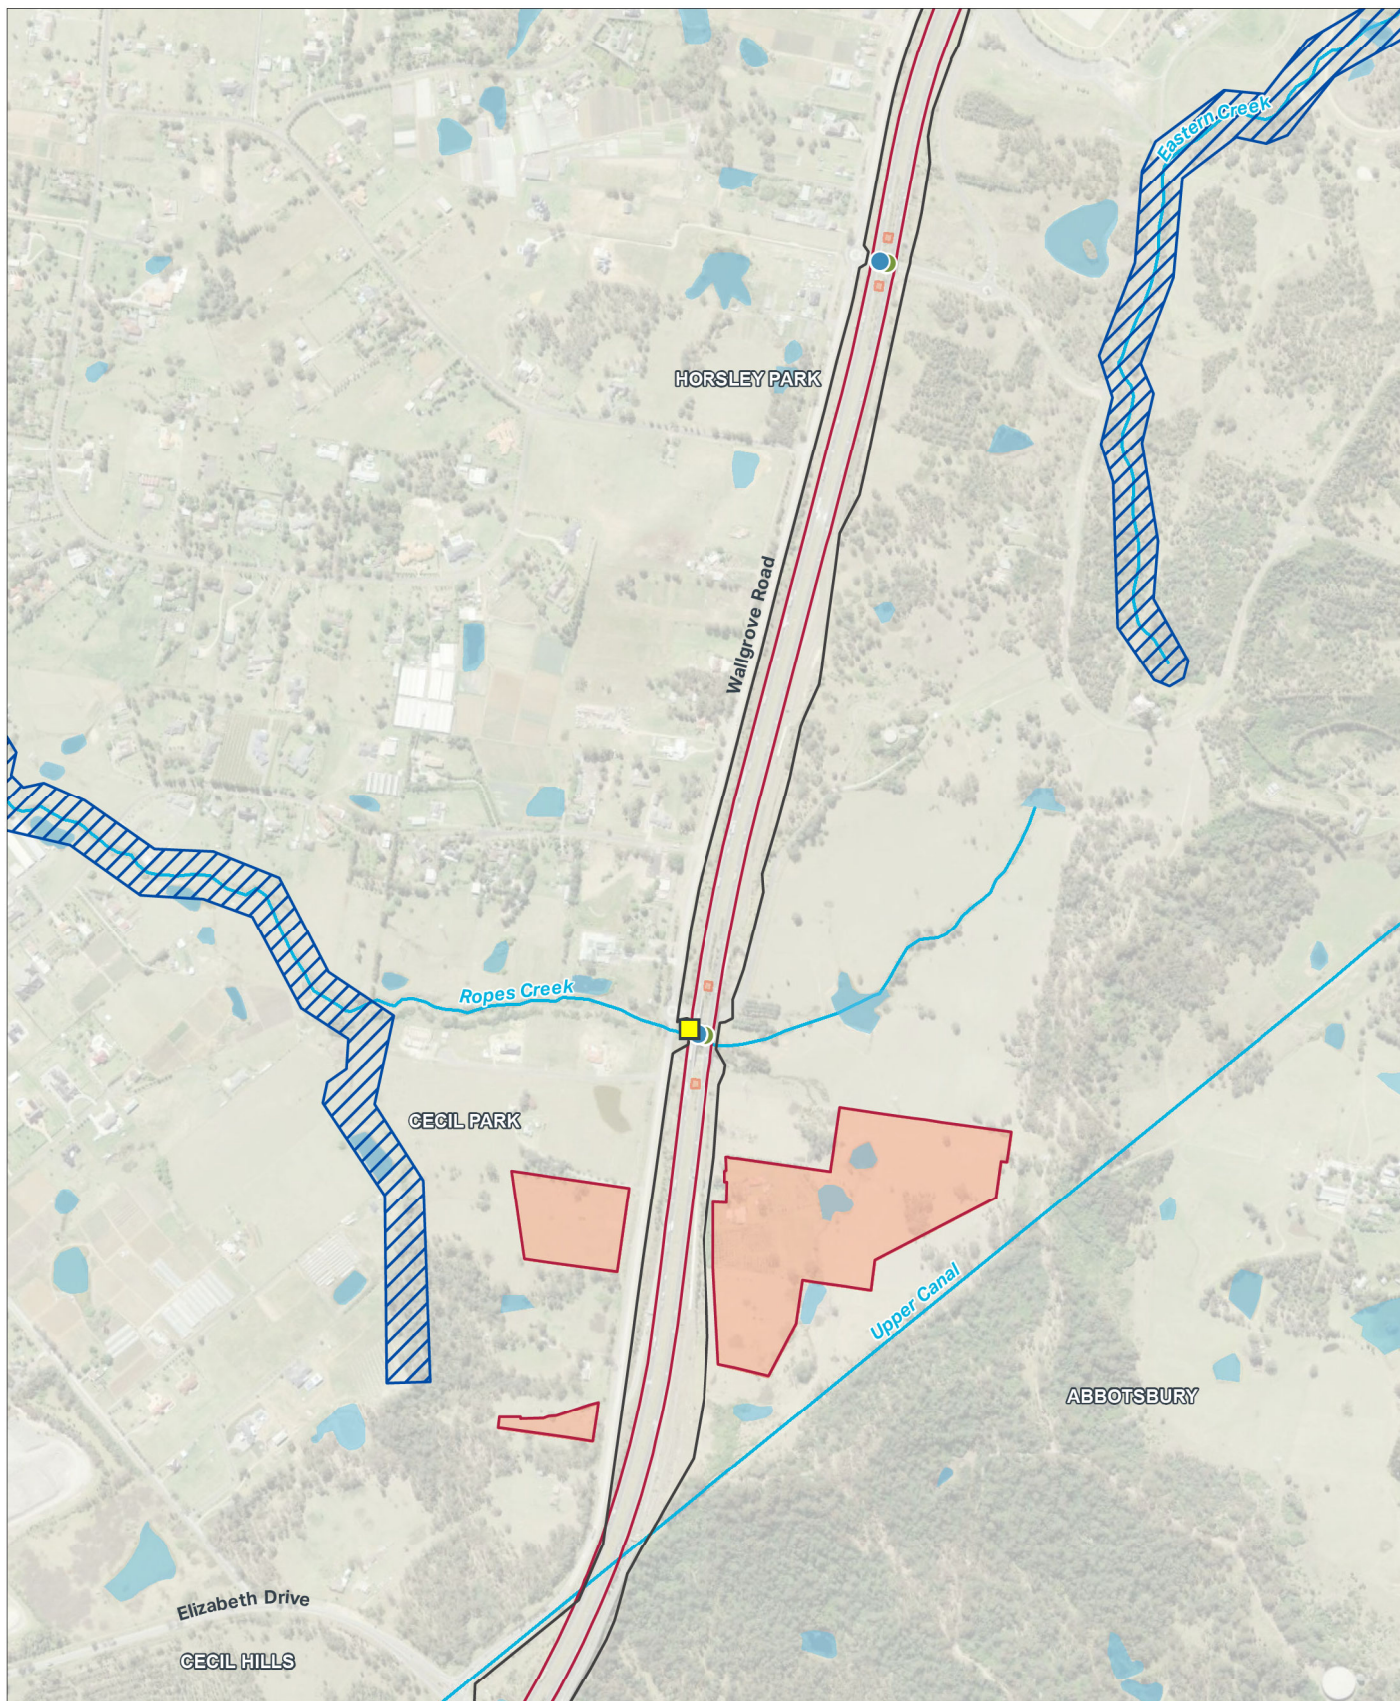 Eastern Creek
HORSLEY PARK
Wallgrove Road
Ropes Creek
CECIL PARK
Upper Canal
ABBOTSBURY
Elizabeth Drive
CECIL HILLS